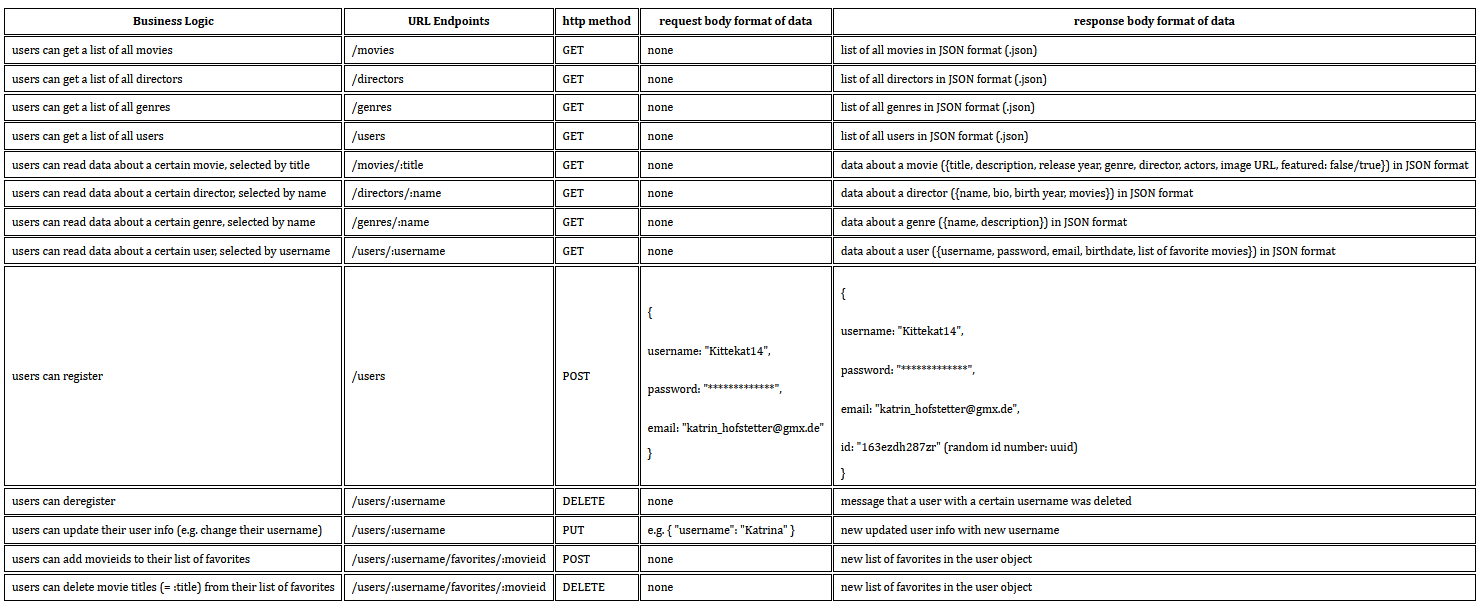 Business Logic URL Endpoints http method request body format of data response body format of data
users can get a list of all movies /movies GET none list of all movies in JSON format (.json)
users can get a list of all directors /directors GET none list of all directors in JSON format (.json)
users can get a list of all genres /genres GET none list of all genres in JSON format (.json)
users can get a list of all users /users GET none list of all users in JSON format (.json)
users can read data about a certain movie, selected by title /movies/:title GET none data about a movie ({title, description, release year, genre, director, actors, image URL, featured: false/true}) in JSON format
users can read data about a certain director, selected by name /directors/:name GET none data about a director ({name, bio, birth year, movies}) in JSON format
users can read data about a certain genre, selected by name /genres/:name GET none data about a genre ({name, description}) in JSON format
users can read data about a certain user, selected by username /users/:username GET none data about a user ({username, password, email, birthdate, list of favorite movies}) in JSON format
users can register /users POST
{
username: "Kittekat14",
password: "*************",
email: "katrin_hofstetter@gmx.de"
}
{
username: "Kittekat14",
password: "*************",
email: "katrin_hofstetter@gmx.de",
id: "163ezdh287zr" (random id number: uuid)
}
users can deregister /users/:username DELETE none message that a user with a certain username was deleted
users can update their user info (e.g. change their username) /users/:username PUT e.g. { "username": "Katrina" } new updated user info with new username
users can add movieids to their list of favorites /users/:username/favorites/:movieid POST none new list of favorites in the user object
users can delete movie titles (= :title) from their list of favorites /users/:username/favorites/:movieid DELETE none new list of favorites in the user object